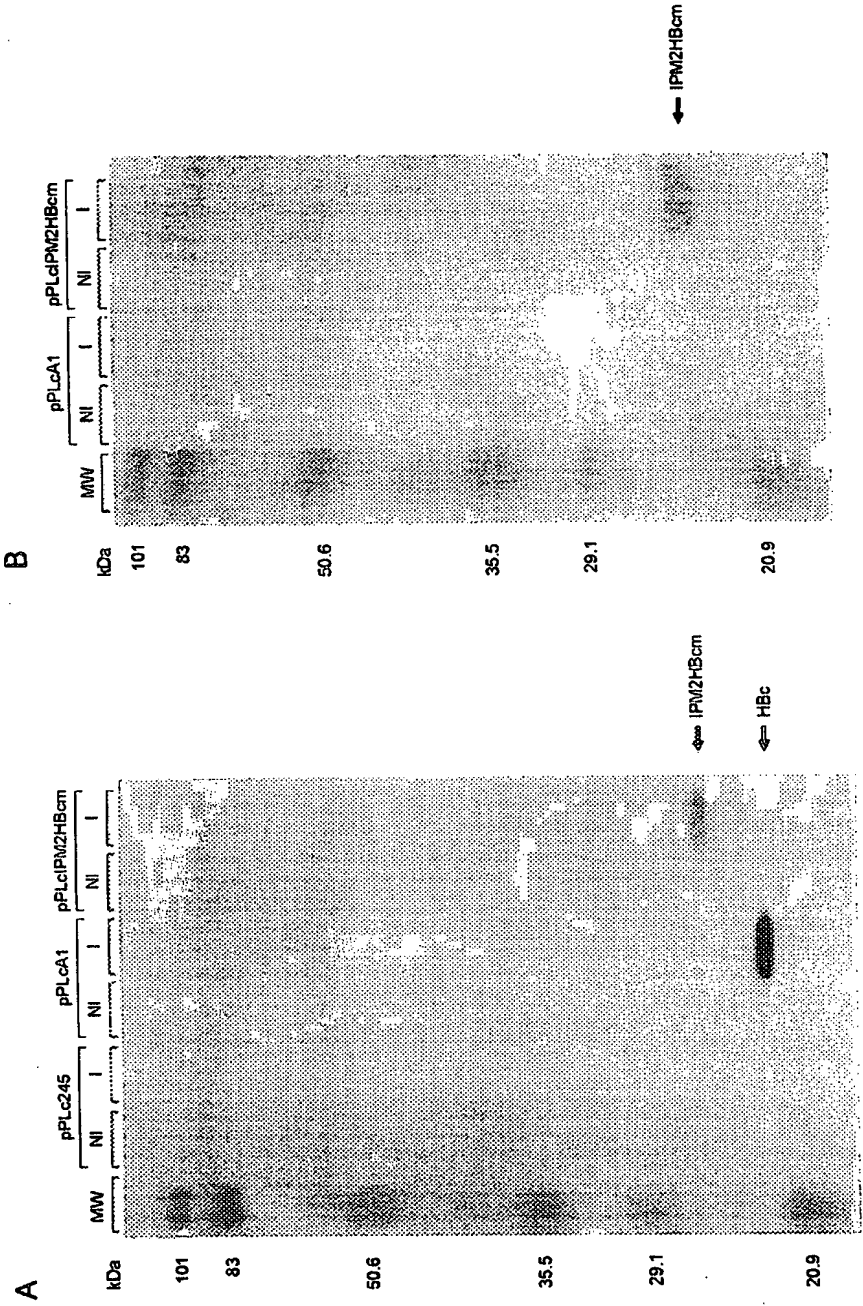 A
pPLc245 pPLcA1 pPLcIPM2HBcm
MW NI I NI I NI I
kDa
101
83
50.6
35.5
29.1
20.9
IPM2HBcm
HBc
B
pPLcA1 pPLcIPM2HBcm
MW NI I NI I
kDa
101
83
50.6
35.5
29.1
20.9
IPM2HBcm